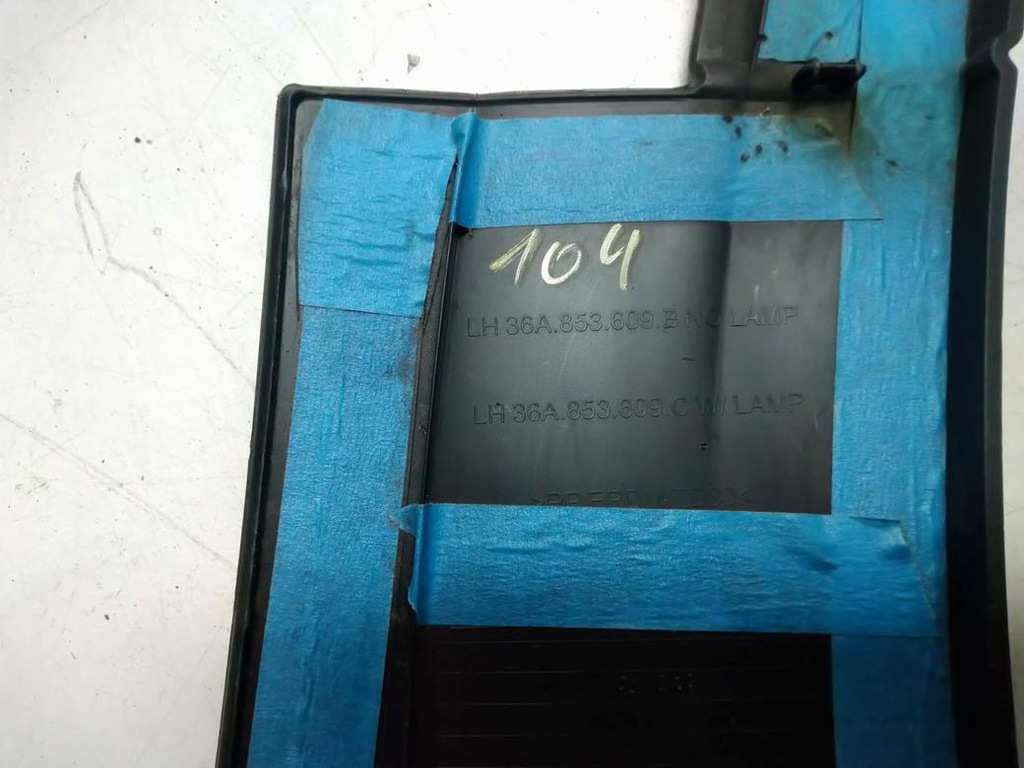 104
LH 36A.853.609.B NO LAMP
LH 36A.853.609.C W/ LAMP